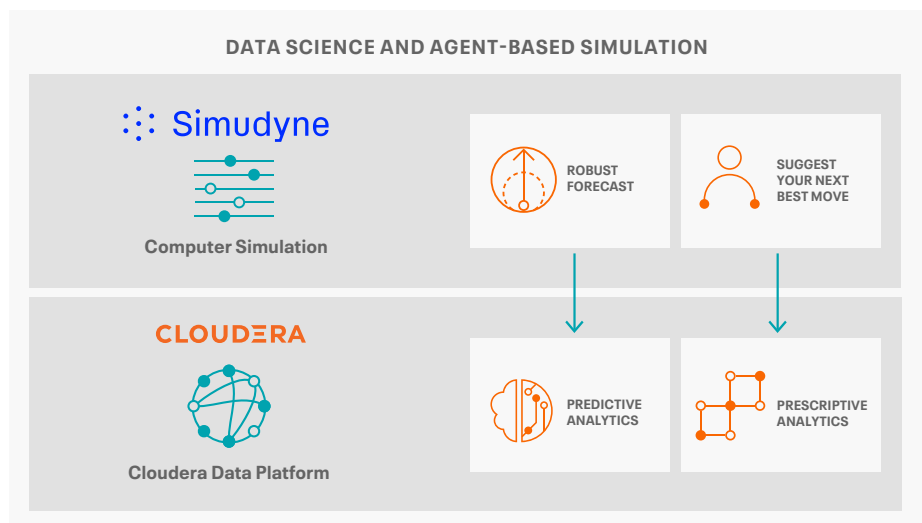 DATA SCIENCE AND AGENT-BASED SIMULATION
Simudyne
Computer Simulation
ROBUST
FORECAST
SUGGEST
YOUR NEXT
BEST MOVE
CLOUDERA
Cloudera Data Platform
PREDICTIVE
ANALYTICS
PRESCRIPTIVE
ANALYTICS